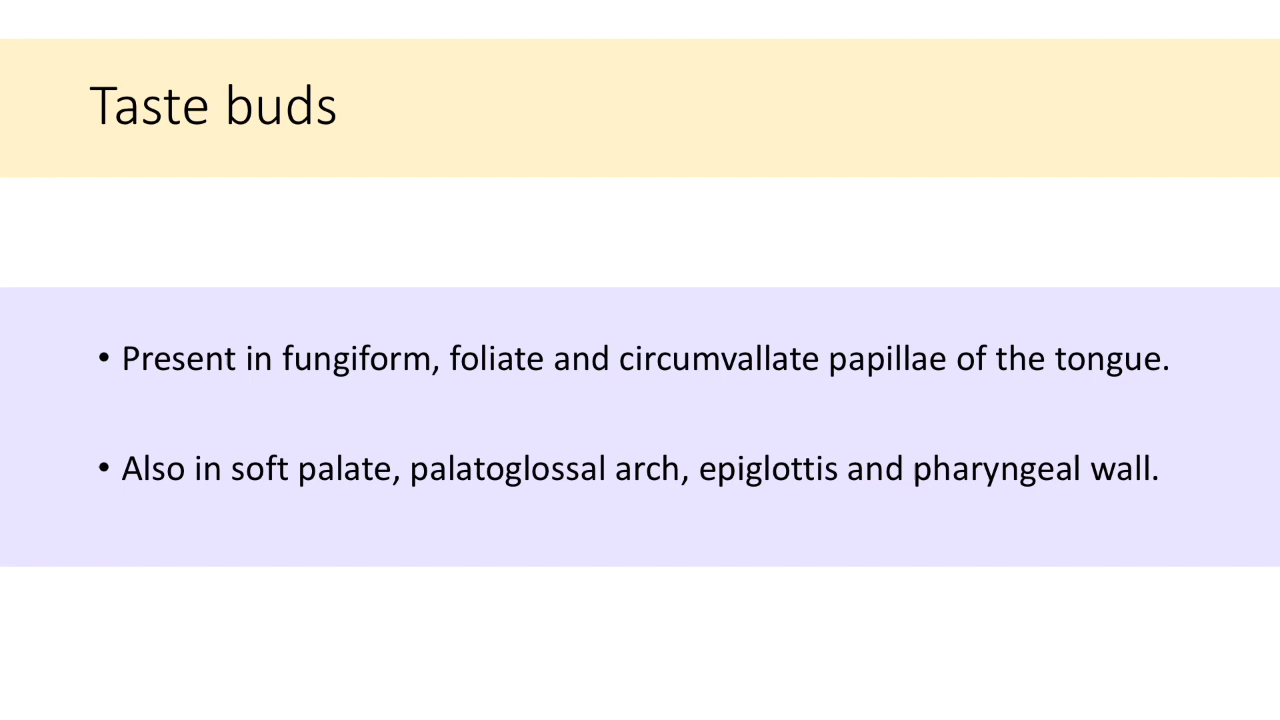 Taste buds
• Present in fungiform, foliate and circumvallate papillae of the tongue.
• Also in soft palate, palatoglossal arch, epiglottis and pharyngeal wall.